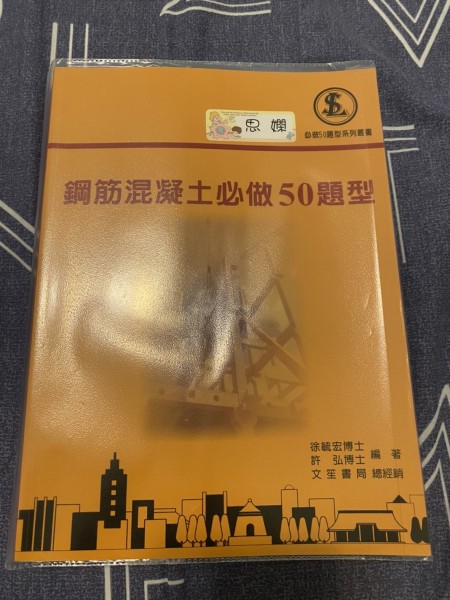 思嫻
必做50題型系列叢書
鋼筋混凝土必做50題型
徐毓宏博士
許弘博士 編著
文笙書局 總經銷